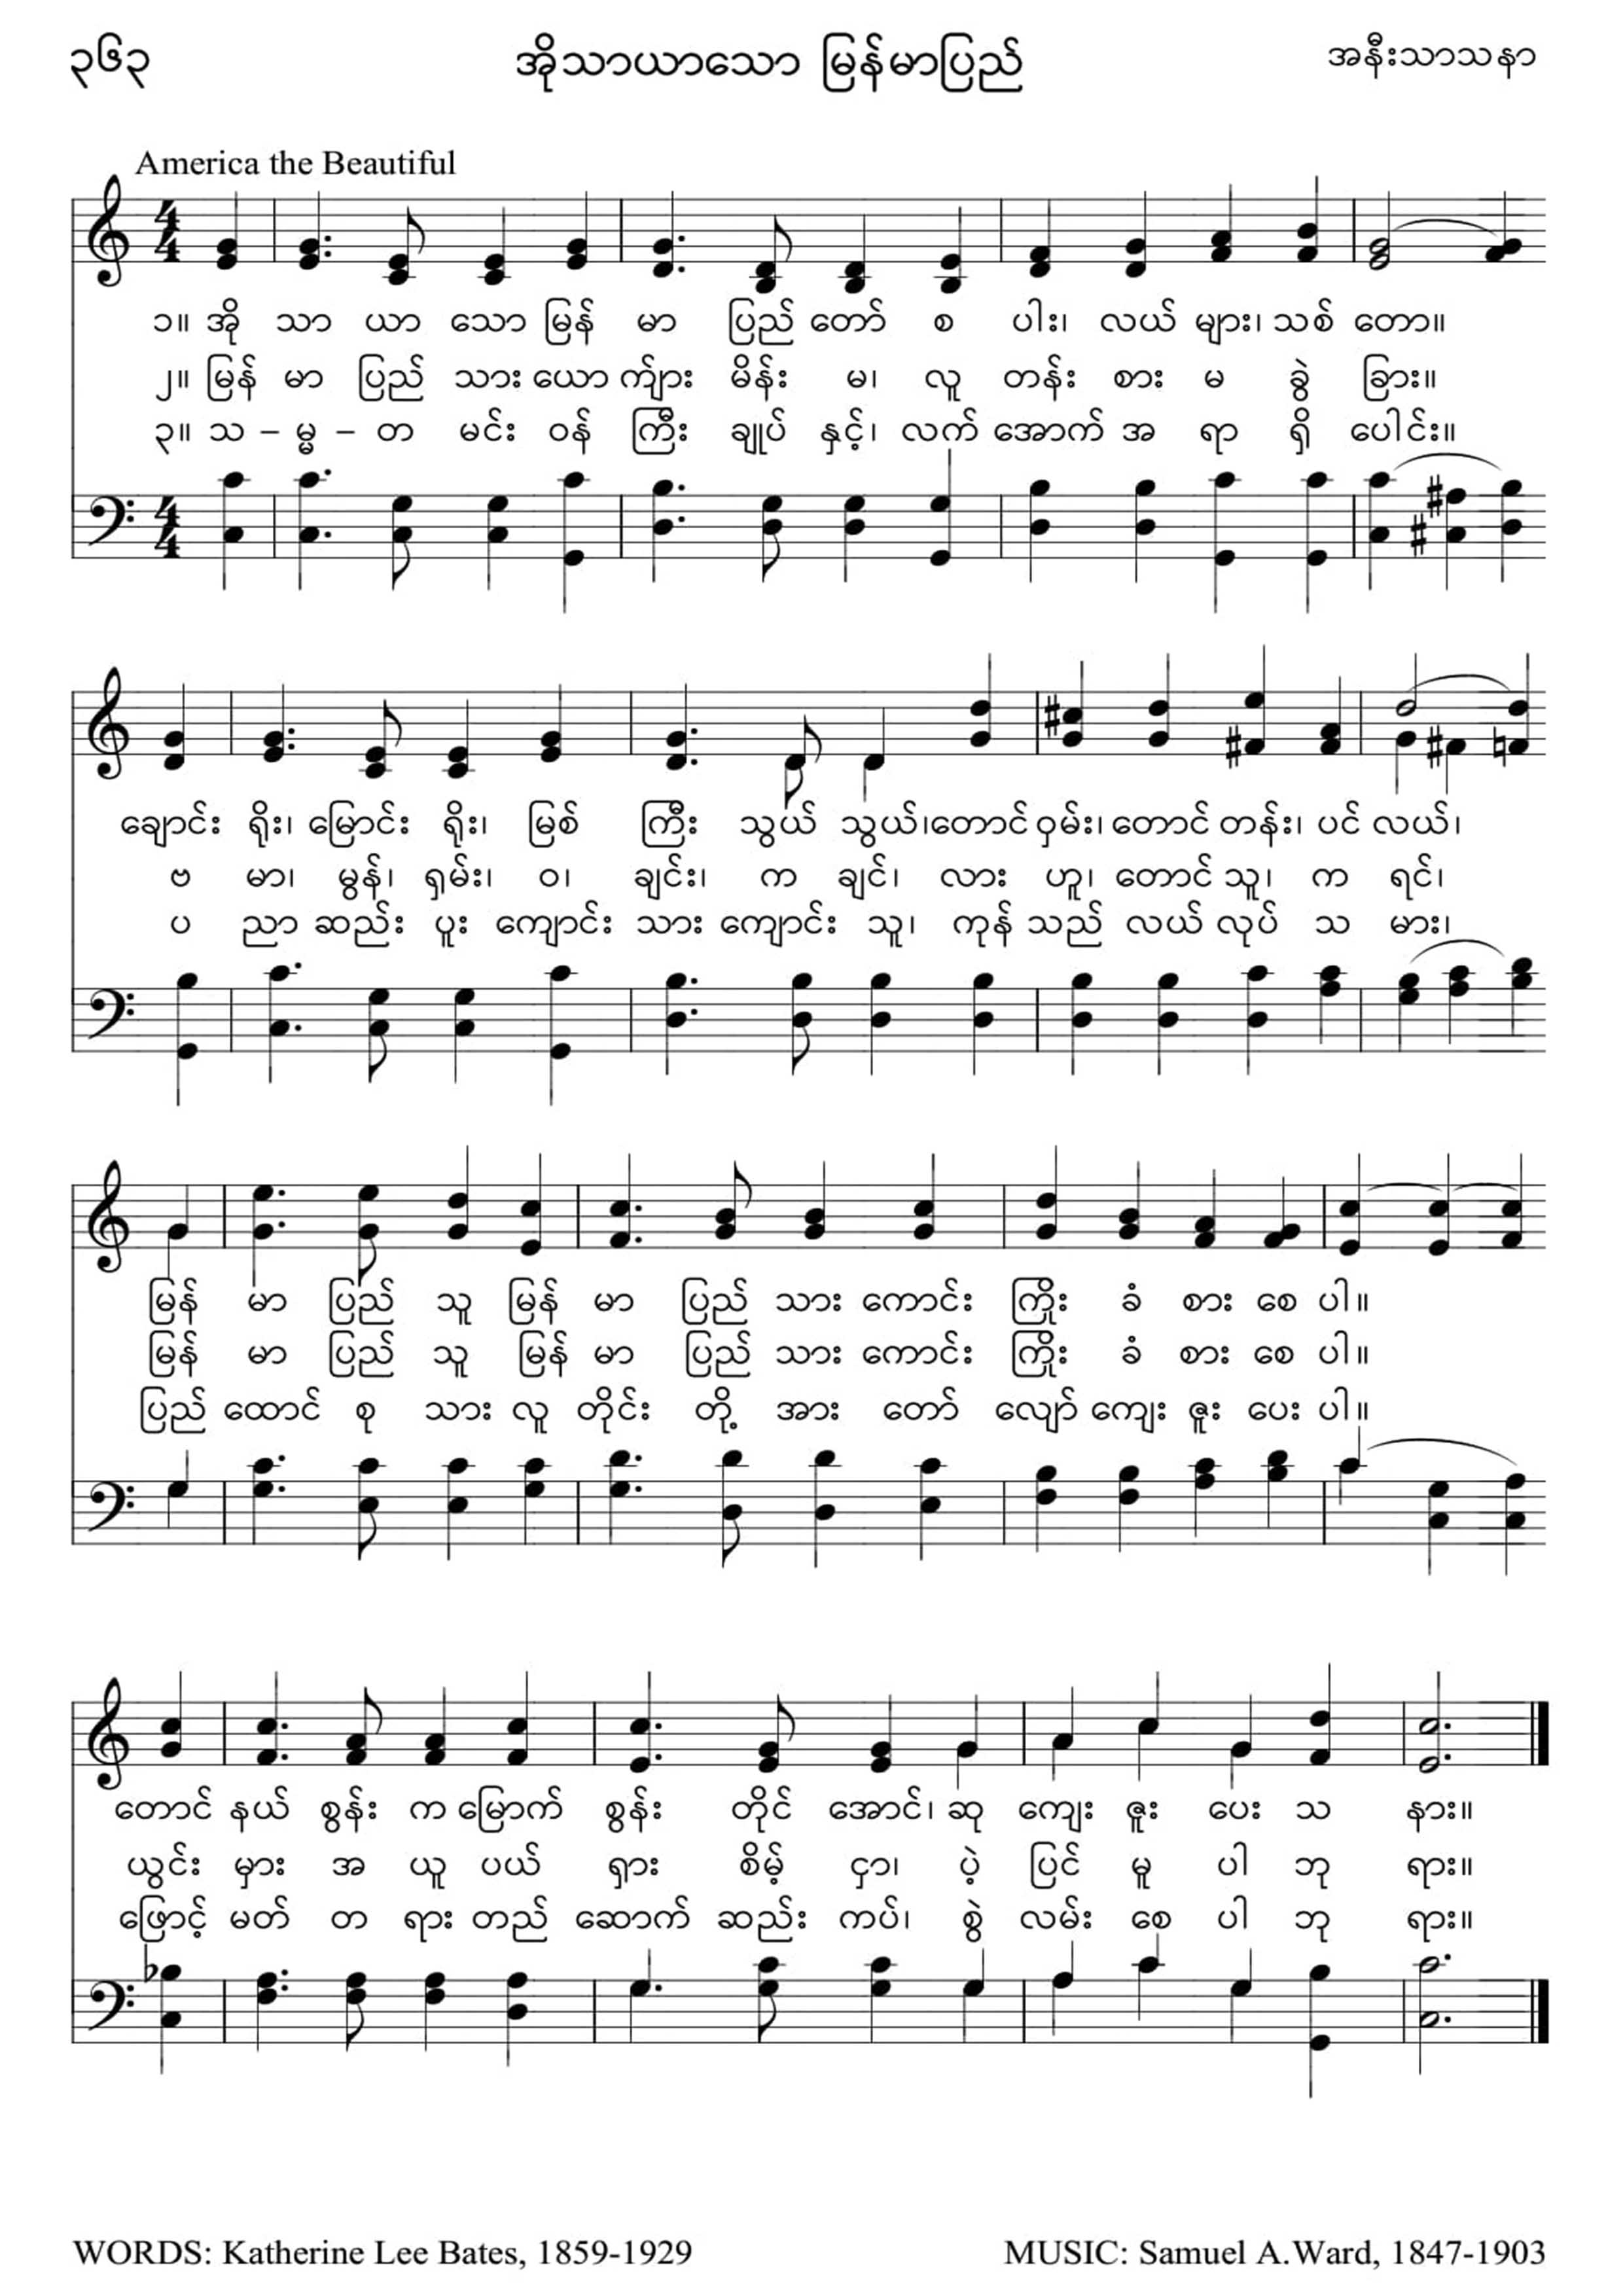 ၃၆၃ အိုသာယာသော မြန်မာပြည် အနီးသာသနာ
America the Beautiful
၁။ အို သာ ယာ သော မြန် မာ ပြည် တော် စ ပါး၊ လယ် များ၊ သစ် တော။
၂။ မြန် မာ ပြည် သား ယော ကျ်ား မိန်း မ၊ လူ တန်း စား မ ခွဲ ခြား။
၃။ သ – မ္မ – တ မင်း ဝန် ကြီး ချုပ် နှင့်၊ လက် အောက် အ ရာ ရှိ ပေါင်း။
ချောင်း ရိုး၊ မြောင်း ရိုး၊ မြစ် ကြီး သွယ် သွယ်၊တောင် ဝှမ်း၊ တောင် တန်း၊ ပင် လယ်၊
ဗ မာ၊ မွန်၊ ရှမ်း၊ ဝ၊ ချင်း၊ က ချင်၊ လား ဟူ၊ တောင် သူ၊ က ရင်၊
ပ ညာ ဆည်း ပူး ကျောင်း သား ကျောင်း သူ၊ ကုန် သည် လယ် လုပ် သ မား၊
မြန် မာ ပြည် သူ မြန် မာ ပြည် သား ကောင်း ကြိုး ခံ စား စေ ပါ။
မြန် မာ ပြည် သူ မြန် မာ ပြည် သား ကောင်း ကြိုး ခံ စား စေ ပါ။
ပြည် ထောင် စု သား လူ တိုင်း တို့ အား တော် လျော် ကျေး ဇူး ပေး ပါ။
တောင် နယ် စွန်း က မြောက် စွန်း တိုင် အောင်၊ ဆု ကျေး ဇူး ပေး သ နား။
ယွင်း မှား အ ယူ ပယ် ရှား စိမ့် ငှာ၊ ပဲ့ ပြင် မူ ပါ ဘု ရား။
ဖြောင့် မတ် တ ရား တည် ဆောက် ဆည်း ကပ်၊ စွဲ လမ်း စေ ပါ ဘု ရား။
WORDS: Katherine Lee Bates, 1859-1929 MUSIC: Samuel A.Ward, 1847-1903